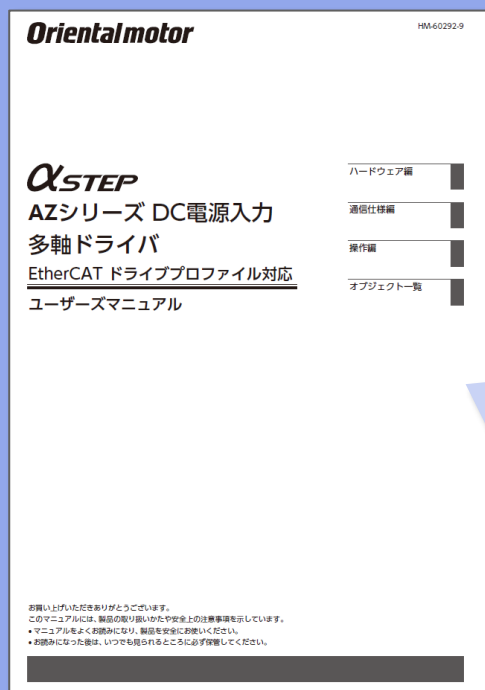 Orientalmotor
HM-60292-9
αSTEP
AZシリーズ DC電源入力
多軸ドライバ
EtherCAT ドライブプロファイル対応
ユーザーズマニュアル
ハードウェア編
通信仕様編
操作編
オブジェクト一覧
お買い上げいただきありがとうございます。
このマニュアルには、製品の取り扱いかたや安全上の注意事項を示しています。
• マニュアルをよくお読みになり、製品を安全にお使いください。
• お読みになった後は、いつでも見られるところに必ず保管してください。